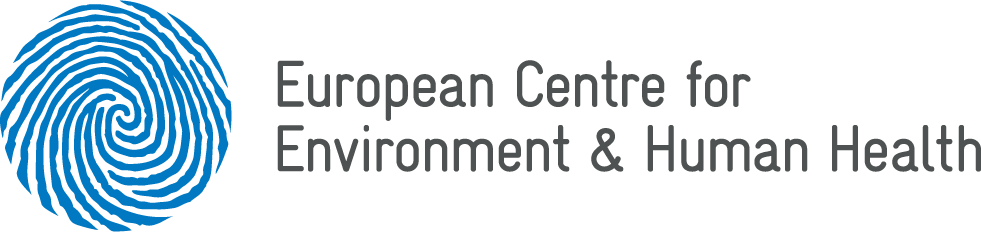 European Centre for
Environment & Human Health